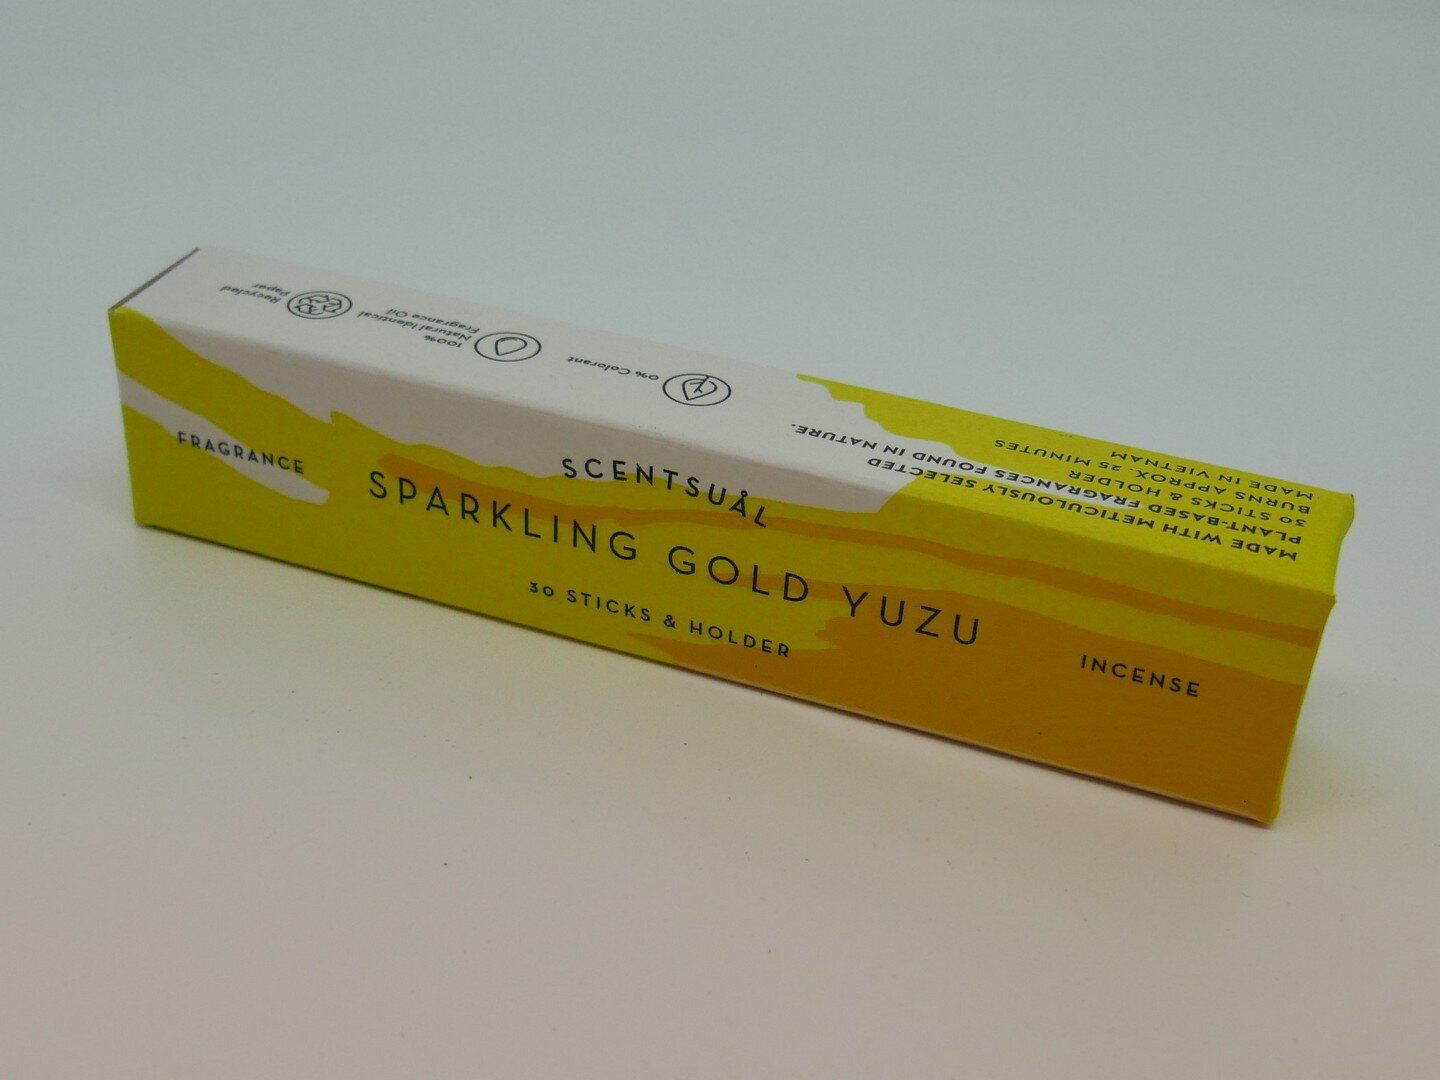 FRAGRANCE
SCENTSUÅL
SPARKLING GOLD YUZU
30 STICKS & HOLDER
INCENSE
MADE WITH METICULOUSLY SELECTED
PLANT-BASED FRAGRANCES FOUND IN NATURE.
30 STICKS & HOLDER
BURNS APPROX. 25 MINUTES
MADE IN VIETNAM
0% Colorant
100%
Natural Identical
Fragrance Oil
Recycled
Paper